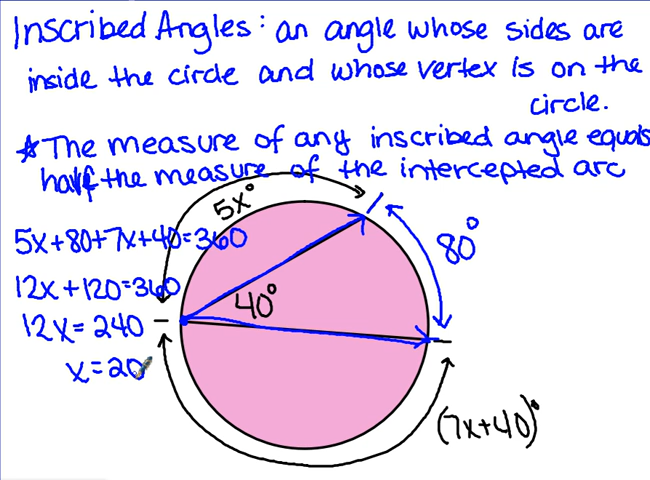 Inscribed Angles: an angle whose sides are
inside the circle and whose vertex is on the
circle.
* The measure of any inscribed angle equals
half the measure of the intercepted arc
5x°
5x+80+7x+40=360
80°
12x+120=360
40°
12x=240
x=20
(7x+40)°